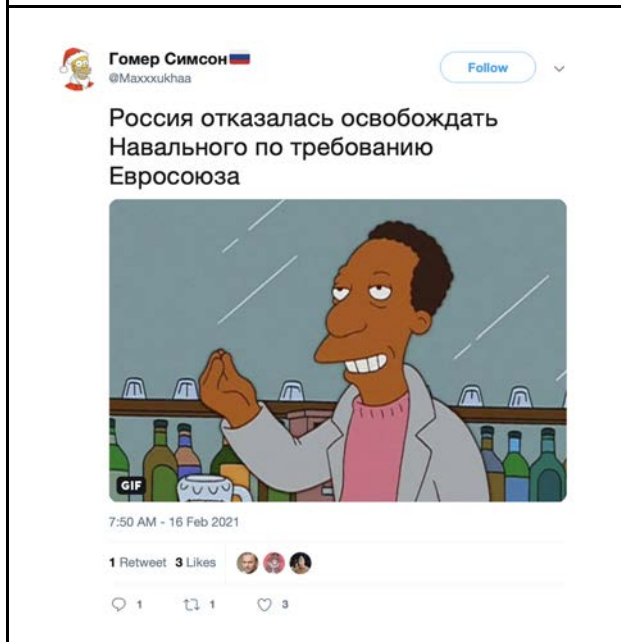 Гомер Симсон
@Maxxxukhaa
Follow
Россия отказалась освобождать
Навального по требованию
Евросоюза
GIF
7:50 AM - 16 Feb 2021
1 Retweet 3 Likes
1 1 3